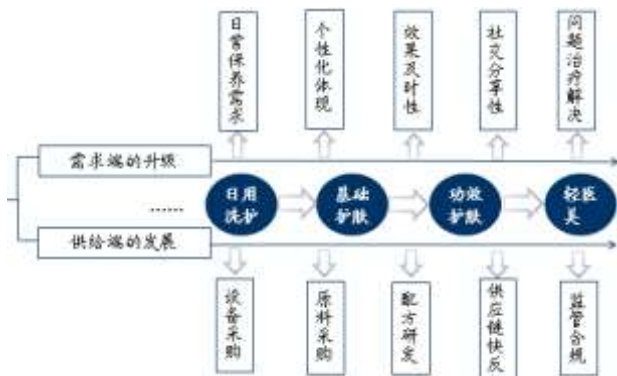 日常保养需求
个性化体现
效果及时性
社交分享性
问题治疗解决
需求端的升级
......
日用洗护
基础护肤
功效护肤
轻医美
供给端的发展
设备采购
原料采购
配方研发
供应链快反
监管合规